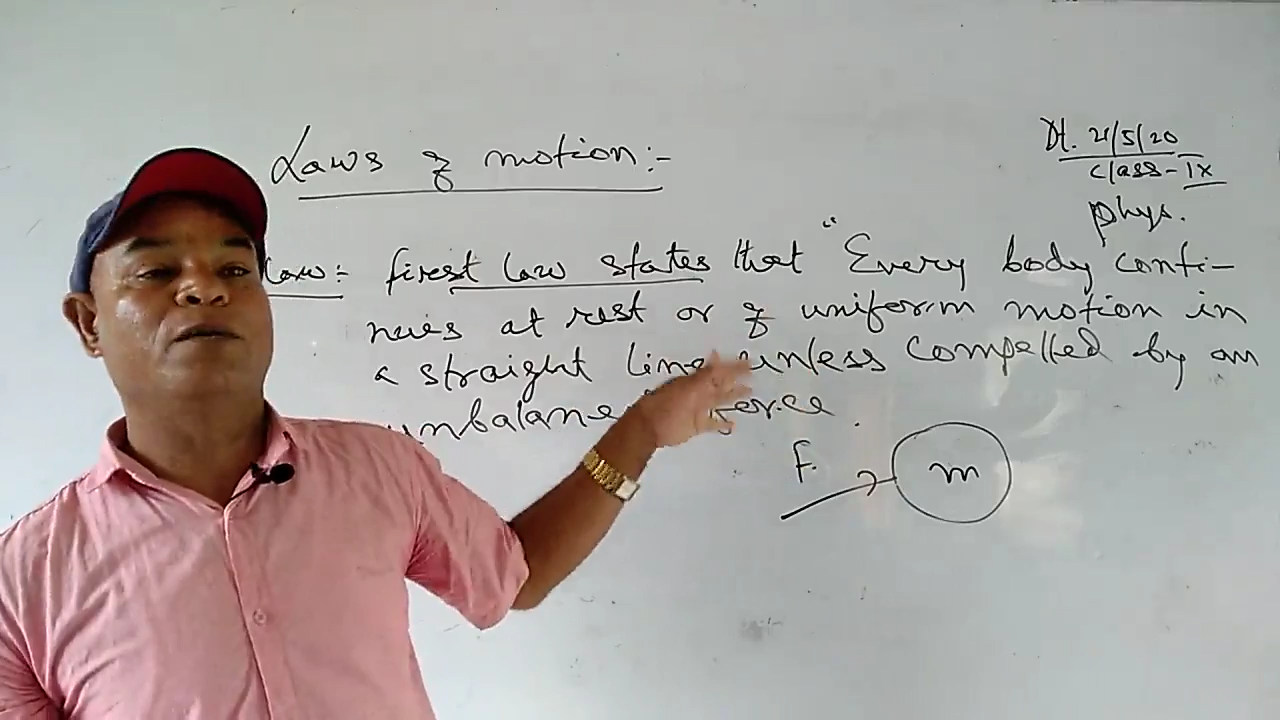 Laws of motion:-
Dt. 21/5/20
Class-IX
Phys.
Law:- first law states that "Every body conti-
nues at rest or of uniform motion in
a straight line unless compelled by an
force
F.
m